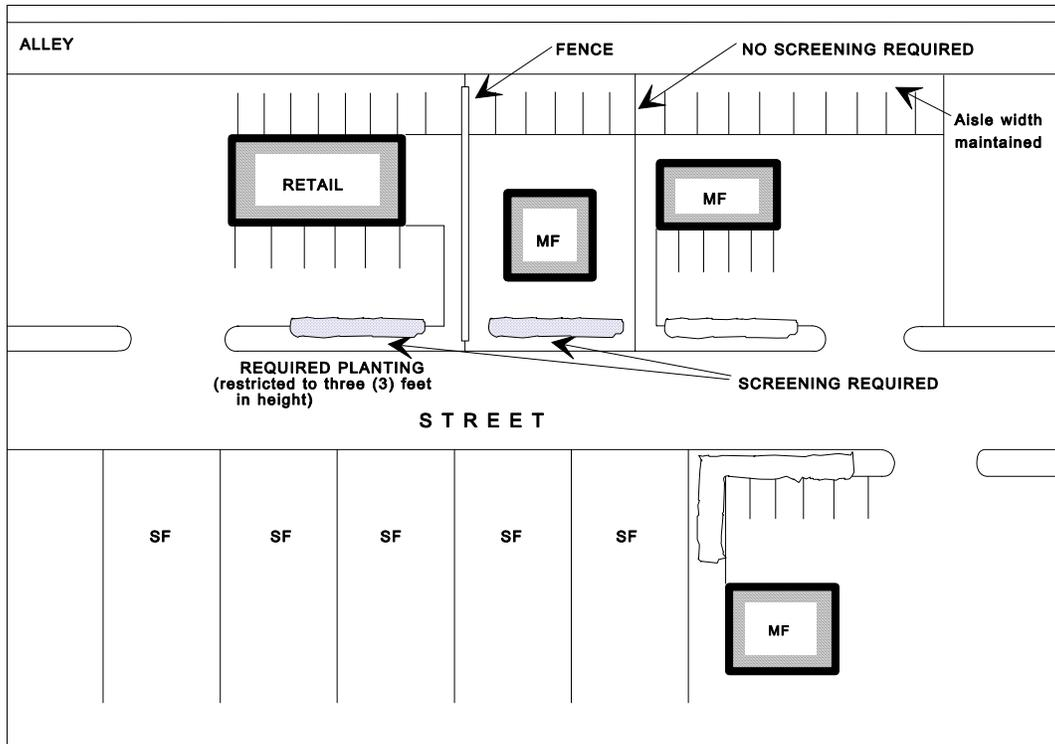 ALLEY
FENCE
NO SCREENING REQUIRED
Aisle width
maintained
RETAIL
MF
MF
REQUIRED PLANTING
(restricted to three (3) feet
in height)
SCREENING REQUIRED
STREET
SF
SF
SF
SF
SF
MF